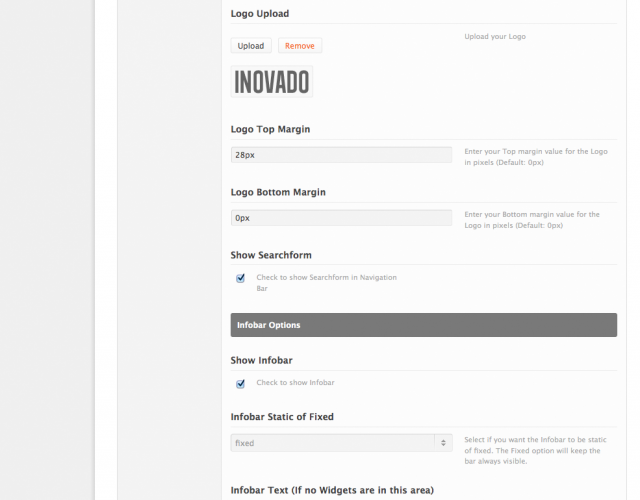 Logo Upload
Upload
Remove
Upload your Logo
INOVADO
Logo Top Margin
28px
Enter your Top margin value for the Logo
in pixels (Default: 0px)
Logo Bottom Margin
0px
Enter your Bottom margin value for the
Logo in pixels (Default: 0px)
Show Searchform
Check to show Searchform in Navigation
Bar
Infobar Options
Show Infobar
Check to show Infobar
Infobar Static of Fixed
fixed
Select if you want the Infobar to be static
of fixed. The Fixed option will keep the
bar always visible.
Infobar Text (If no Widgets are in this area)